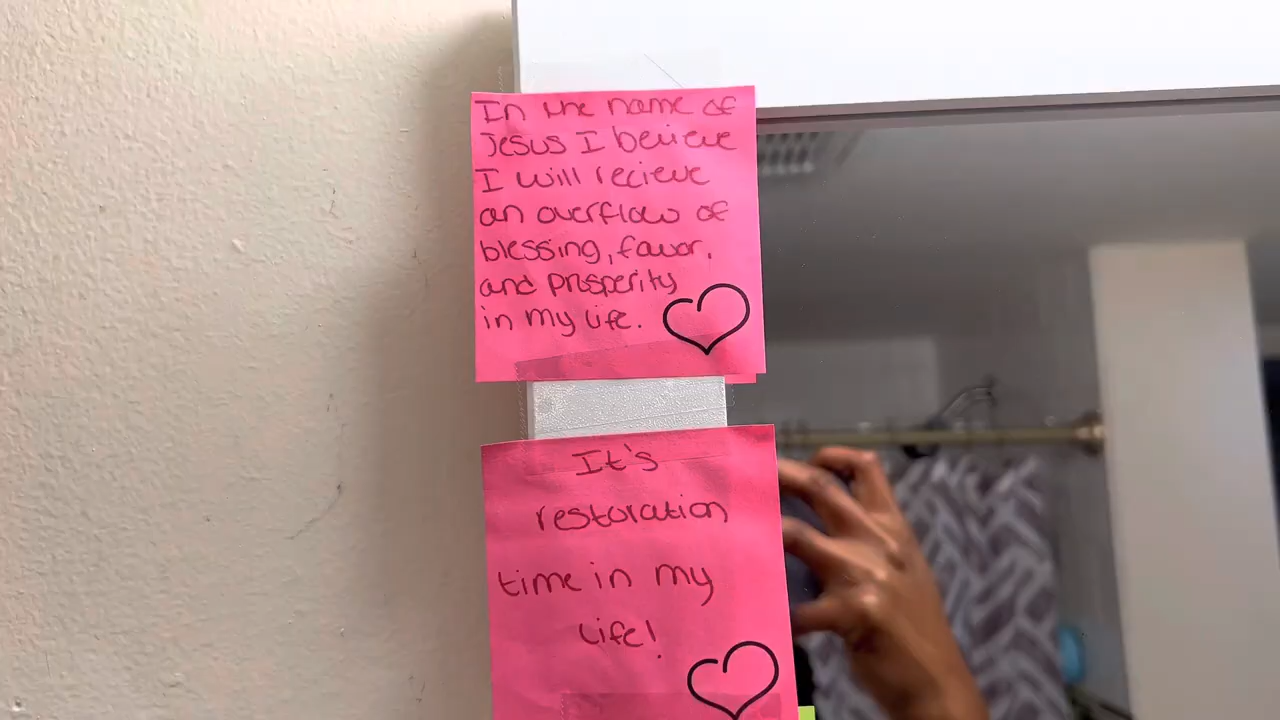 In the name of
Jesus I believe
I will recieve
an overflow of
blessing, favor,
and prosperity
in my life.
It's
restoration
time in my
life!